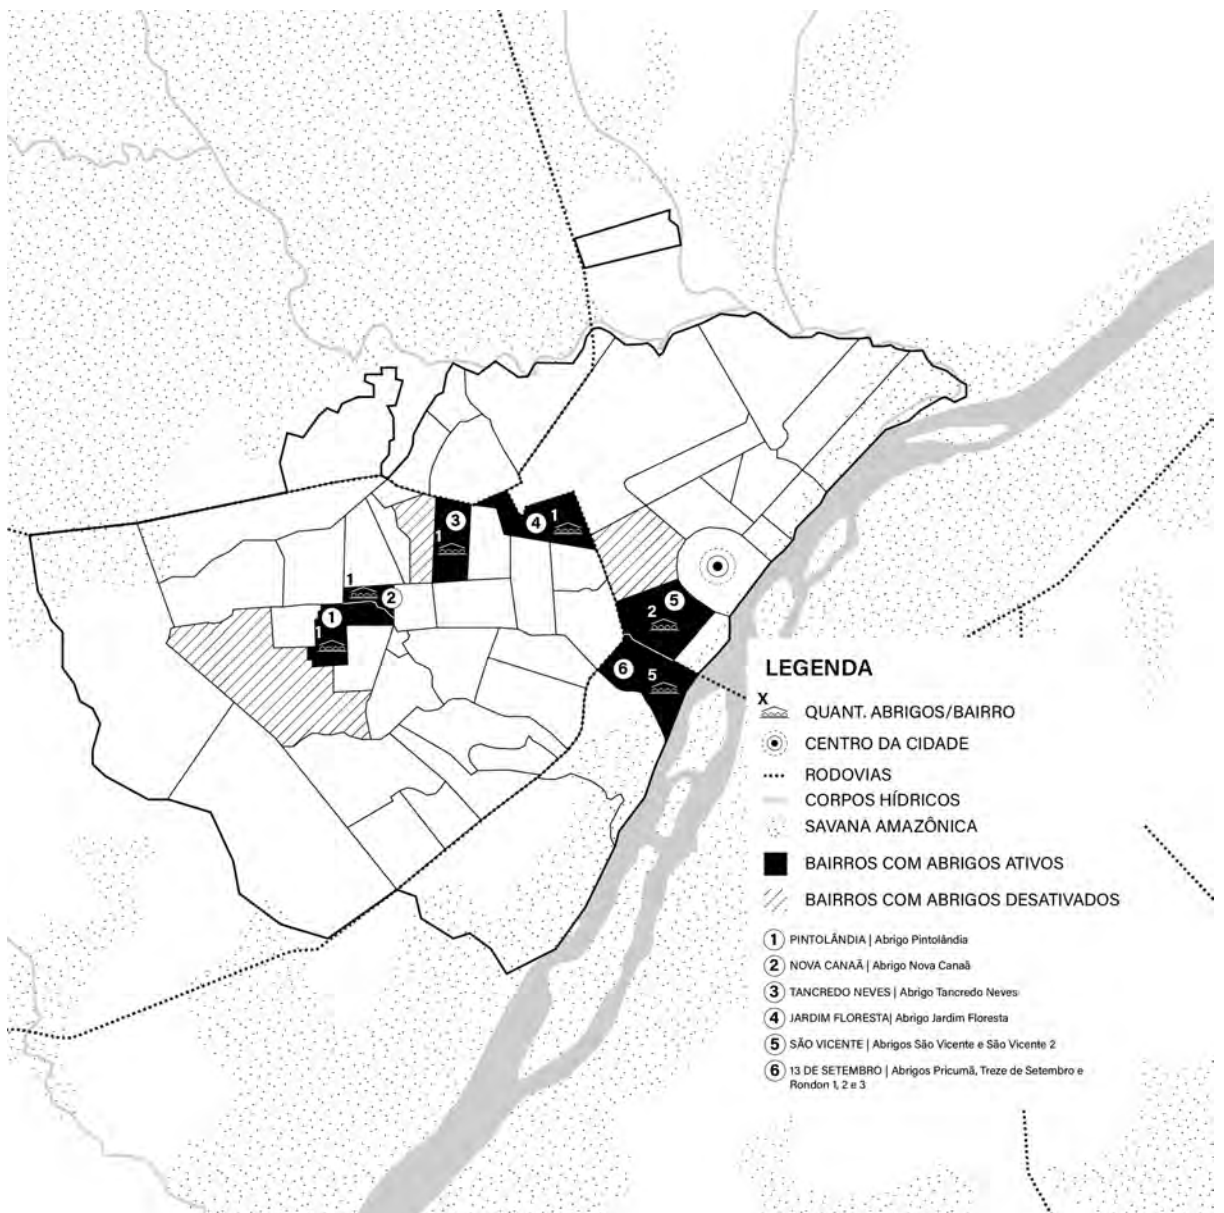 3
1
4
1
1
2
1
1
5
2
6
5
LEGENDA
X
QUANT. ABRIGOS/BAIRRO
CENTRO DA CIDADE
RODOVIAS
CORPOS HÍDRICOS
SAVANA AMAZÔNICA
BAIRROS COM ABRIGOS ATIVOS
BAIRROS COM ABRIGOS DESATIVADOS
1 PINTOLÂNDIA | Abrigo Pintolândia
2 NOVA CANAÃ | Abrigo Nova Canaã
3 TANCREDO NEVES | Abrigo Tancredo Neves
4 JARDIM FLORESTA| Abrigo Jardim Floresta
5 SÃO VICENTE | Abrigos São Vicente e São Vicente 2
6 13 DE SETEMBRO | Abrigos Pricumã, Treze de Setembro e
Rondon 1, 2 e 3